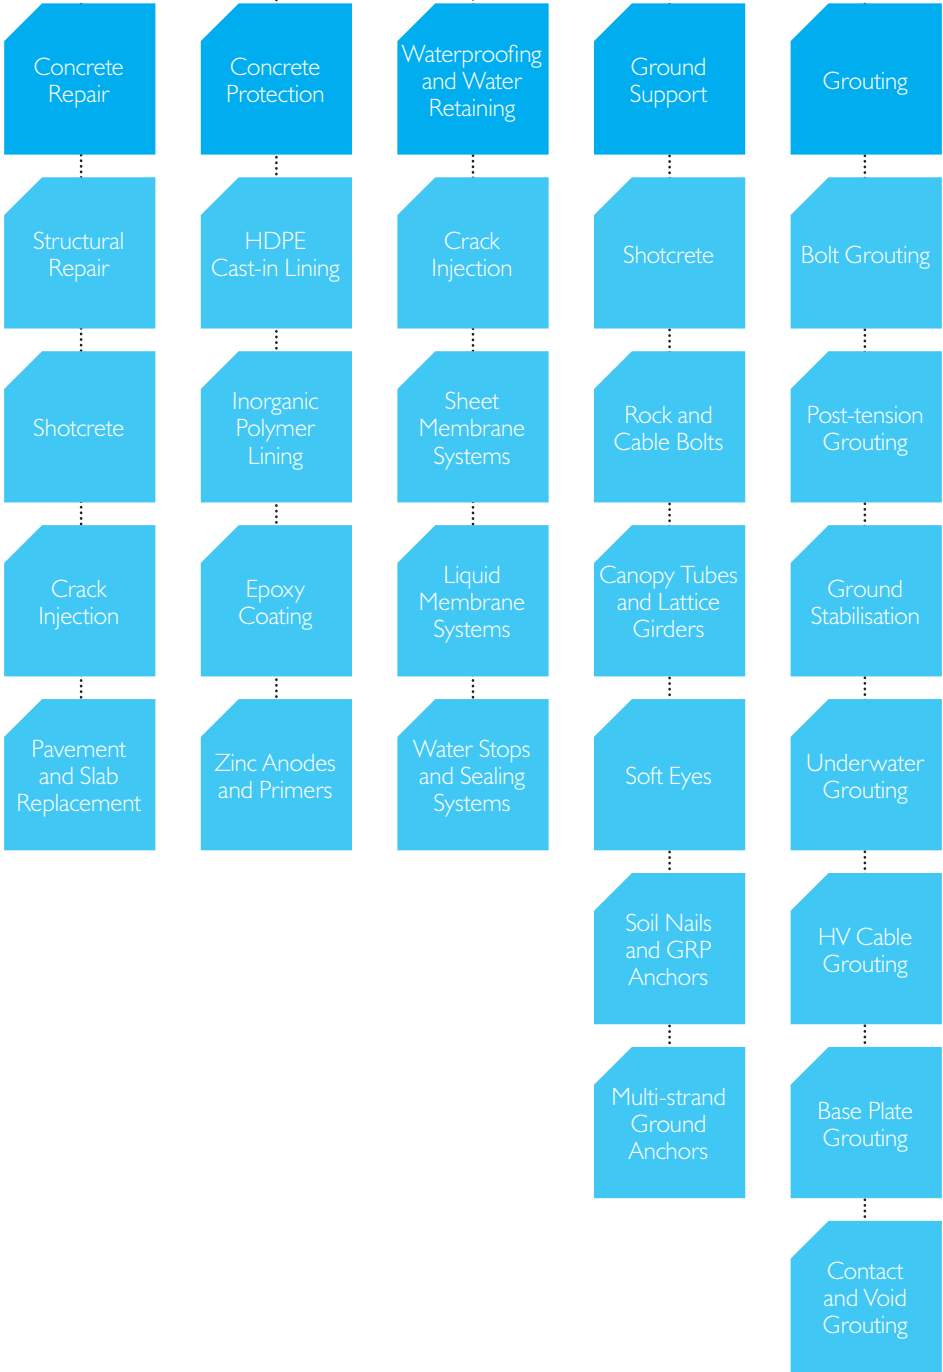 Concrete
Repair
Concrete
Protection
Waterproofing
and Water
Retaining
Ground
Support
Grouting
Structural
Repair
HDPE
Cast-in Lining
Crack
Injection
Shotcrete
Bolt Grouting
Shotcrete
Inorganic
Polymer
Lining
Sheet
Membrane
Systems
Rock and
Cable Bolts
Post-tension
Grouting
Crack
Injection
Epoxy
Coating
Liquid
Membrane
Systems
Canopy Tubes
and Lattice
Girders
Ground
Stabilisation
Pavement
and Slab
Replacement
Zinc Anodes
and Primers
Water Stops
and Sealing
Systems
Soft Eyes
Underwater
Grouting
Soil Nails
and GRP
Anchors
HV Cable
Grouting
Multi-strand
Ground
Anchors
Base Plate
Grouting
Contact
and Void
Grouting